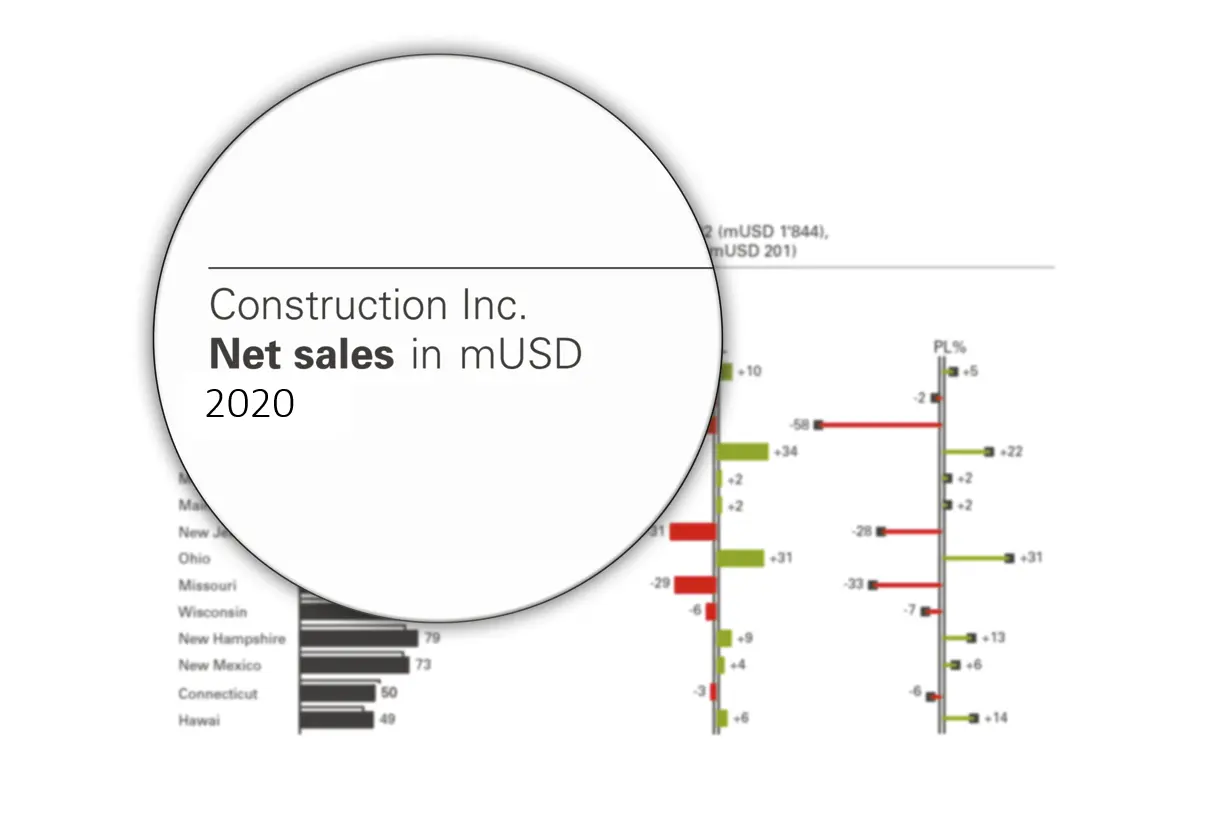 2 (mUSD 1'844),
mUSD 201)
Construction Inc.
Net sales in mUSD
2020
PL%
+10 +5
-2
-58
+34 +22
+2 +2
+2 +2
New -31 -28
Ohio +31 +31
Missouri -29 -33
Wisconsin -6 -7
New Hampshire 79 +9 +13
New Mexico 73 +4 +6
Connecticut 50 -3 -6
Hawai 49 +6 +14